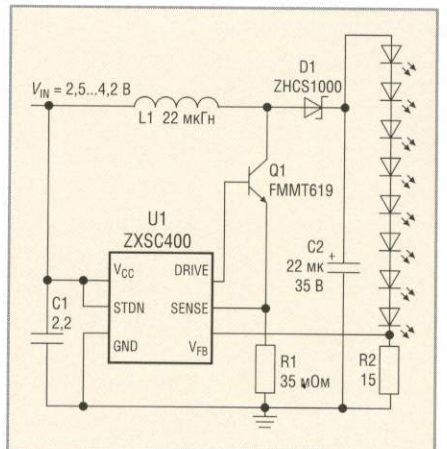 V_IN = 2,5...4,2 В
L1 22 мкГн
D1
ZHCS1000
Q1
FMMT619
U1
ZXSC400
V_CC
DRIVE
STDN
SENSE
GND
V_FB
C1
2,2
C2
22 мк
35 В
+
R1
35 мОм
R2
15